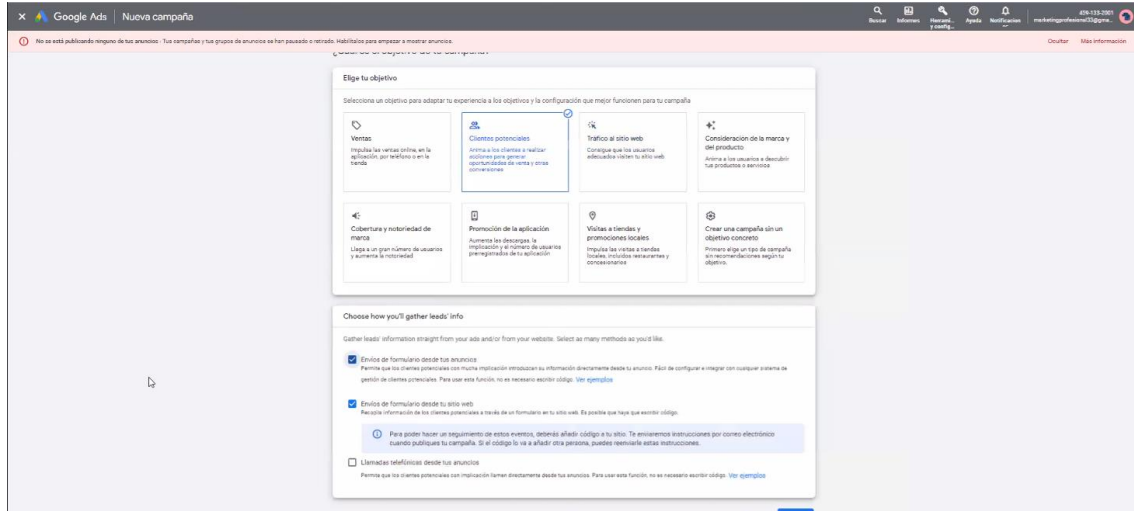 Google Ads | Nueva campaña
Buscar
Informes
Herrami...
y config...
Ayuda
Notificacion
459-133-2001
marketingprofesional33@gma...
No se está publicando ninguno de tus anuncios - Tus campañas y tus grupos de anuncios se han pausado o retirado. Habilítalos para empezar a mostrar anuncios.
Ocultar
Más información
Elige tu objetivo
Selecciona un objetivo para adaptar tu experiencia a los objetivos y la configuración que mejor funcionen para tu campaña
Ventas
Impulsa las ventas online, en la
aplicación, por teléfono o en la
tienda
Clientes potenciales
Anima a los clientes a realizar
acciones para generar
oportunidades de venta y otras
conversiones
Tráfico al sitio web
Consigue que los usuarios
adecuados visiten tu sitio web
Consideración de la marca y
del producto
Anima a los usuarios a descubrir
tus productos o servicios
Cobertura y notoriedad de
marca
Llega a un gran número de usuarios
y aumenta la notoriedad
Promoción de la aplicación
Aumenta las descargas, la
implicación y el número de usuarios
prerregistrados de tu aplicación
Visitas a tiendas y
promociones locales
Impulsa las visitas a tiendas
locales, incluidos restaurantes y
concesionarios
Crear una campaña sin un
objetivo concreto
Primero elige un tipo de campaña
sin recomendaciones según tu
objetivo.
Choose how you'll gather leads' info
Gather leads' information straight from your ads and/or from your website. Select as many methods as you'd like.
Envíos de formulario desde tus anuncios
Permite que los clientes potenciales con mucha implicación introduzcan su información directamente desde tu anuncio. Fácil de configurar e integrar con cualquier sistema de
gestión de clientes potenciales. Para usar esta función, no es necesario escribir código. Ver ejemplos
Envíos de formulario desde tu sitio web
Recopila información de los clientes potenciales a través de un formulario en tu sitio web. Es posible que haya que escribir código.
Para poder hacer un seguimiento de estos eventos, deberás añadir código a tu sitio. Te enviaremos instrucciones por correo electrónico
cuando publiques tu campaña. Si el código lo va a añadir otra persona, puedes reenviarle estas instrucciones.
Llamadas telefónicas desde tus anuncios
Permite que los clientes potenciales con implicación llamen directamente desde tus anuncios. Para usar esta función, no es necesario escribir código. Ver ejemplos